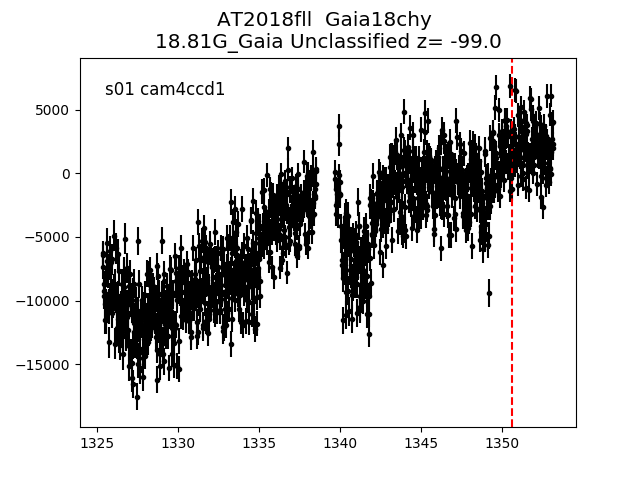 AT2018fll  Gaia18chy
18.81G_Gaia Unclassified z= -99.0
s01 cam4ccd1
5000
0
−5000
−10000
−15000
1325 1330 1335 1340 1345 1350